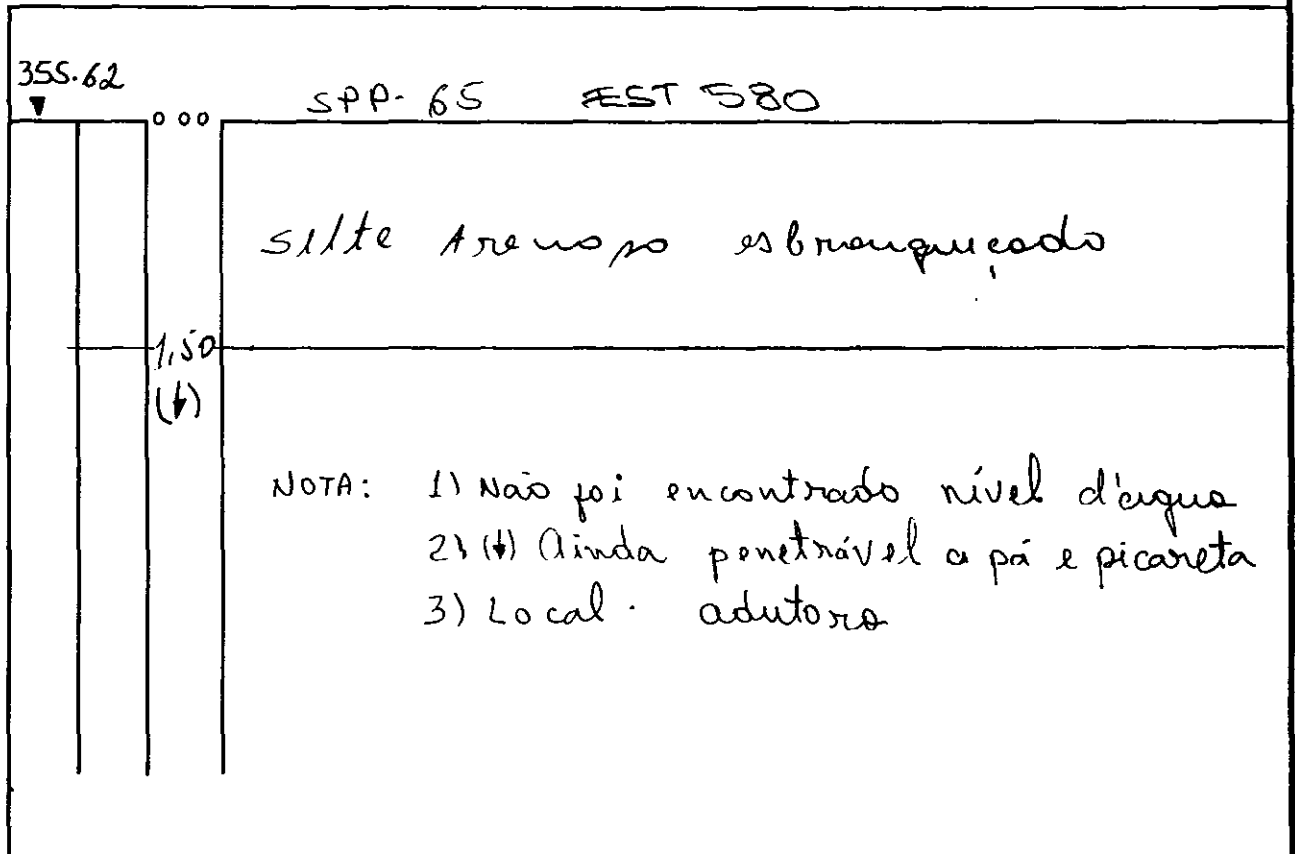 355.62
SPP- 65 EST 580
0 00
Silte Arenoso esbranqueçado
1,50
(↓)
NOTA: 1) Não foi encontrado nível d'água
2) (↓) Ainda penetrável a pá e picareta
3) Local. adutora